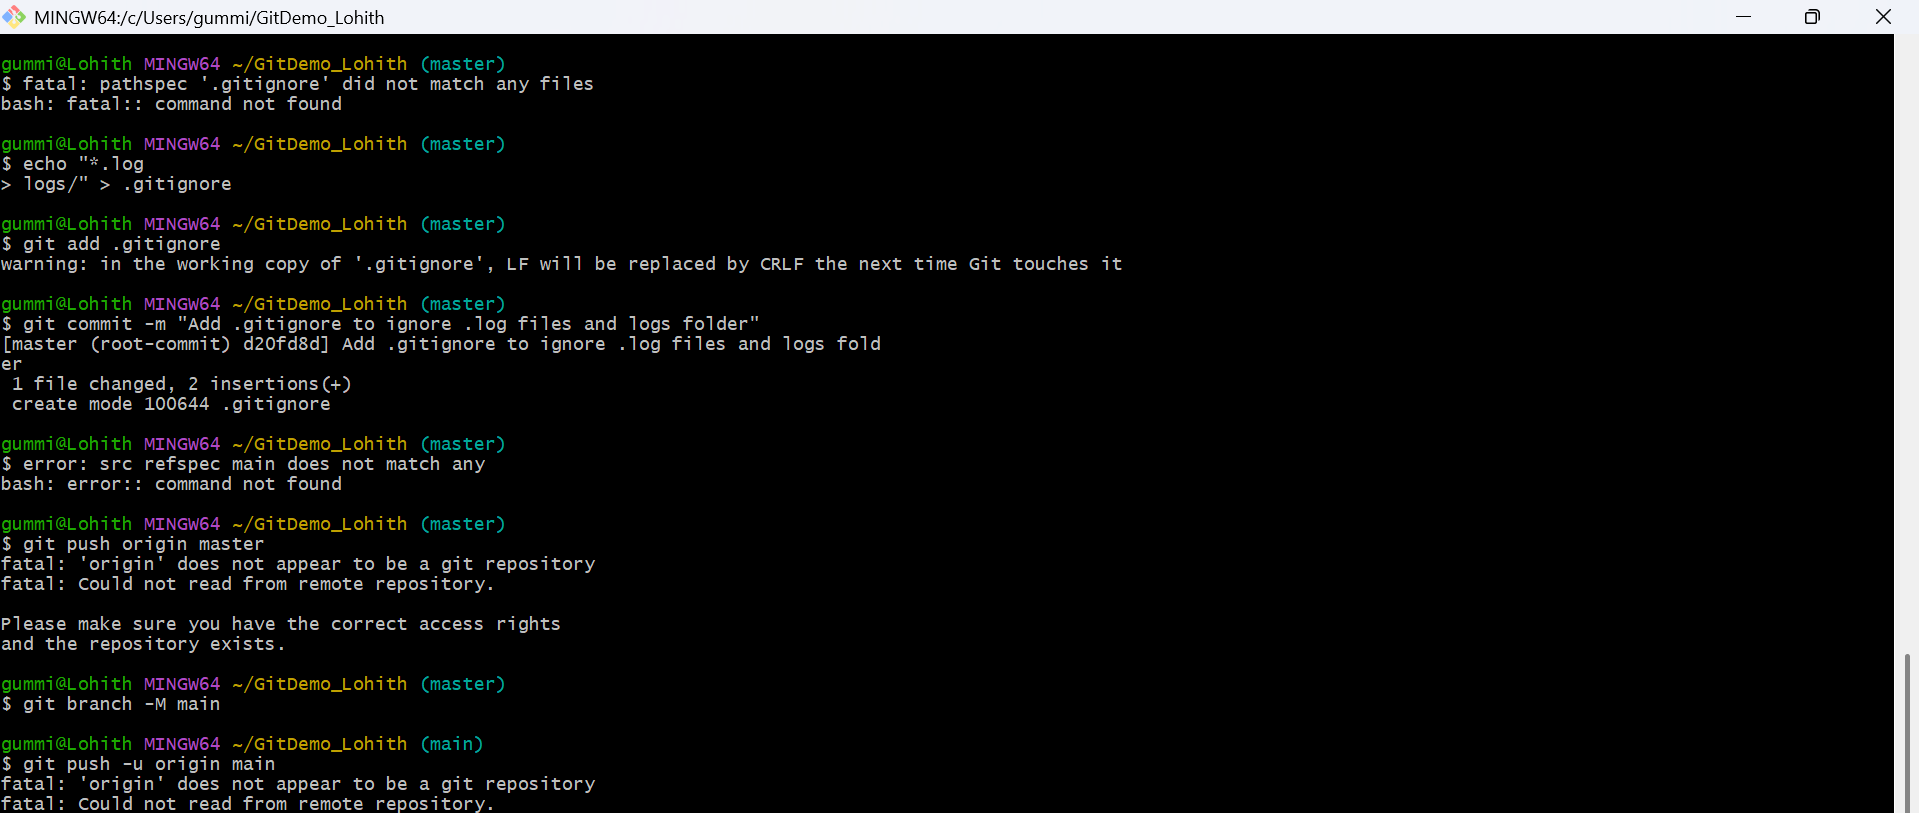 MINGW64:/c/Users/gummi/GitDemo_Lohith
gummi@Lohith MINGW64 ~/GitDemo_Lohith (master)
$ fatal: pathspec '.gitignore' did not match any files
bash: fatal:: command not found
gummi@Lohith MINGW64 ~/GitDemo_Lohith (master)
$ echo "*.log
> logs/" > .gitignore
gummi@Lohith MINGW64 ~/GitDemo_Lohith (master)
$ git add .gitignore
warning: in the working copy of '.gitignore', LF will be replaced by CRLF the next time Git touches it
gummi@Lohith MINGW64 ~/GitDemo_Lohith (master)
$ git commit -m "Add .gitignore to ignore .log files and logs folder"
[master (root-commit) d20fd8d] Add .gitignore to ignore .log files and logs fold
er
 1 file changed, 2 insertions(+)
 create mode 100644 .gitignore
gummi@Lohith MINGW64 ~/GitDemo_Lohith (master)
$ error: src refspec main does not match any
bash: error:: command not found
gummi@Lohith MINGW64 ~/GitDemo_Lohith (master)
$ git push origin master
fatal: 'origin' does not appear to be a git repository
fatal: Could not read from remote repository.
Please make sure you have the correct access rights
and the repository exists.
gummi@Lohith MINGW64 ~/GitDemo_Lohith (master)
$ git branch -M main
gummi@Lohith MINGW64 ~/GitDemo_Lohith (main)
$ git push -u origin main
fatal: 'origin' does not appear to be a git repository
fatal: Could not read from remote repository.